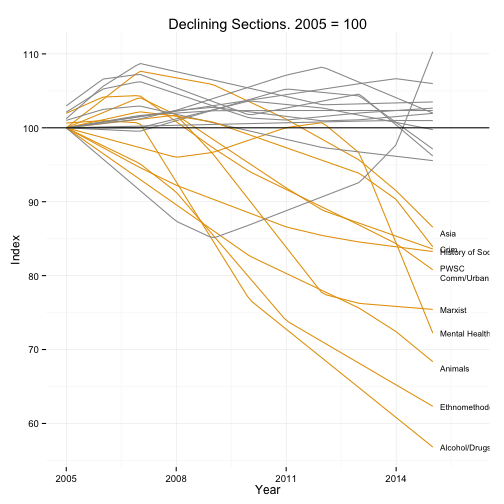 Declining Sections. 2005 = 100
110
100
90
80
70
60
Index
Asia
Crim
History of Soc
PWSC
Comm/Urban
Marxist
Mental Health
Animals
Ethnomethod
Alcohol/Drugs
2005
2008
2011
2014
Year